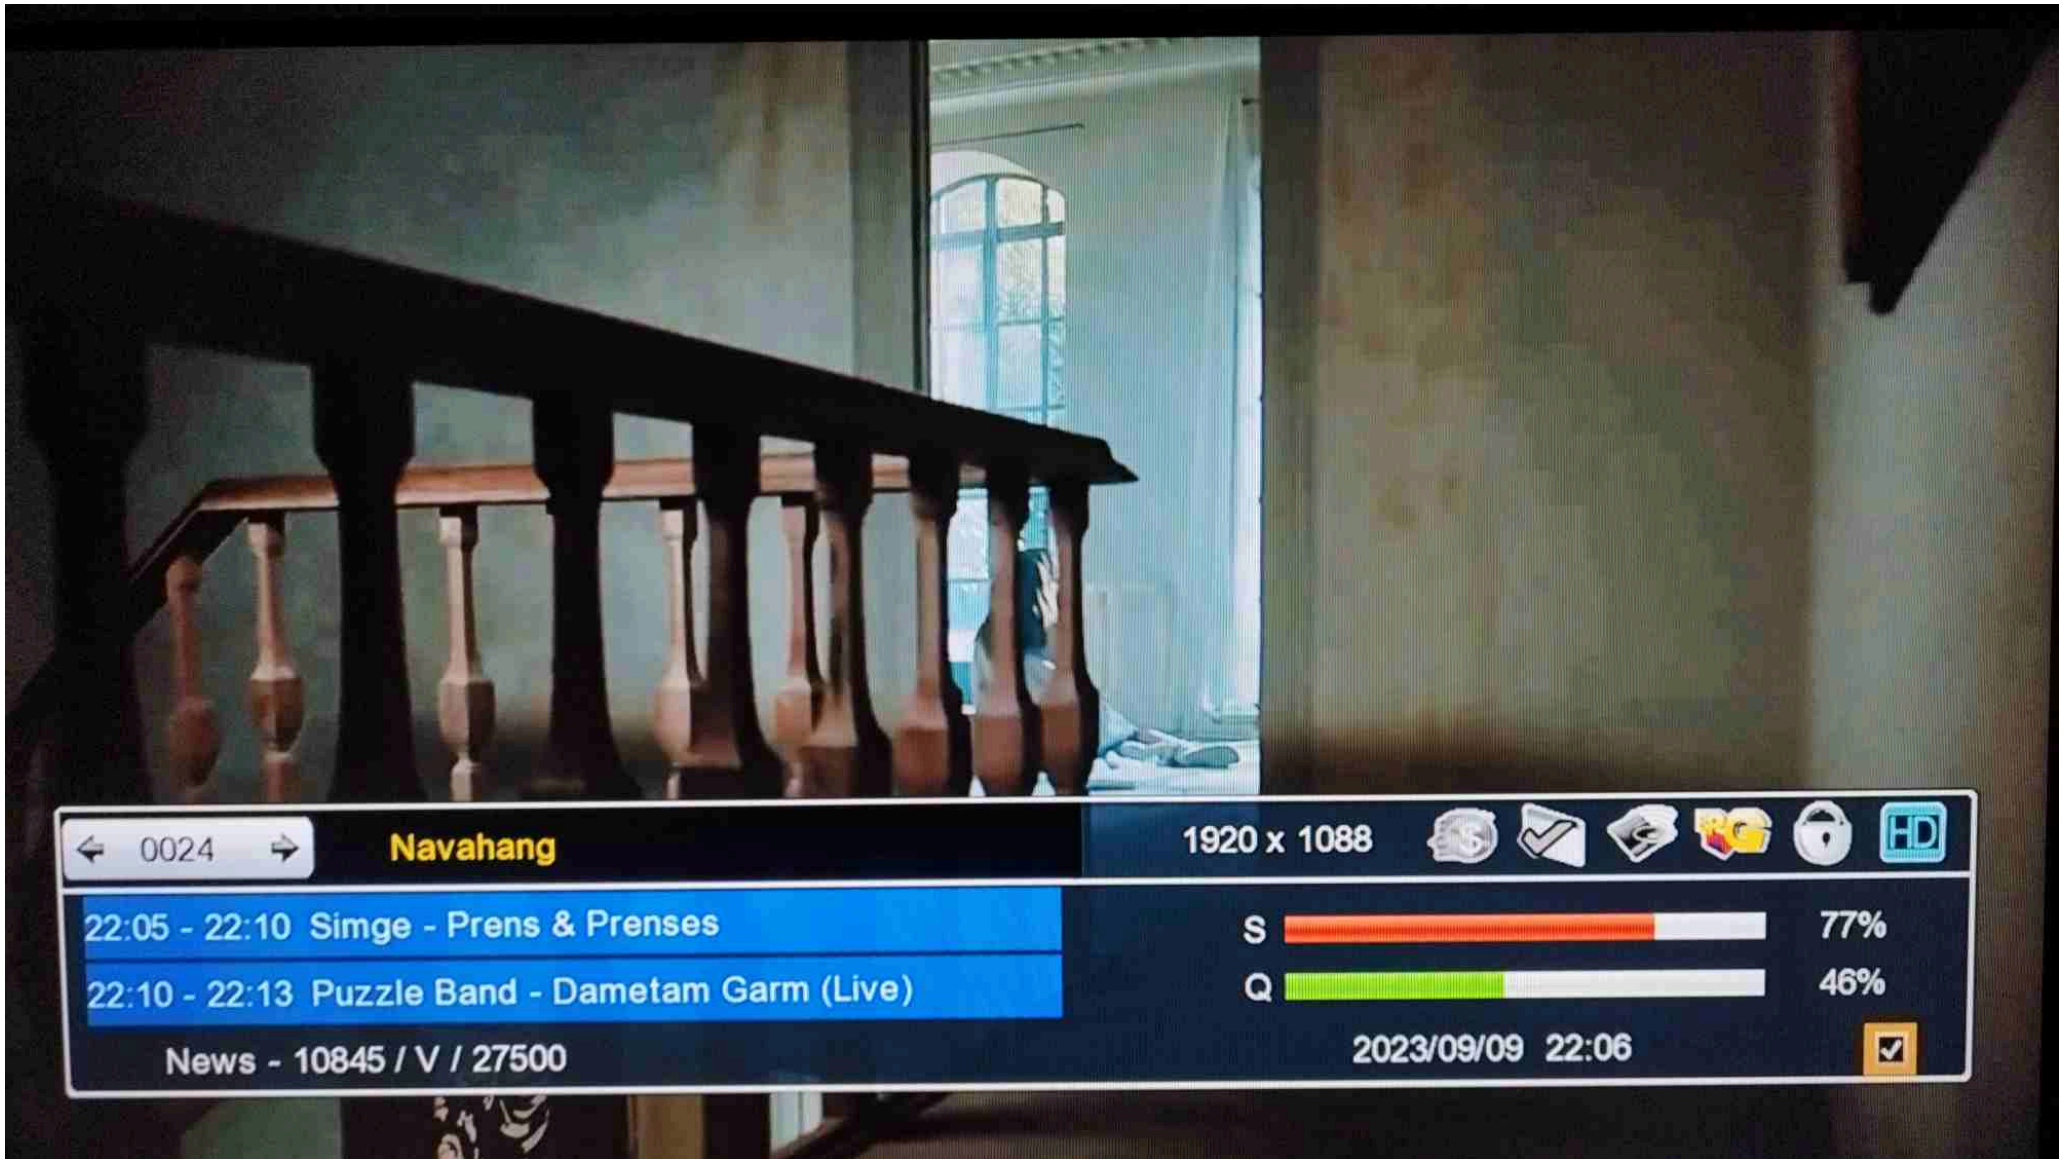 0024
Navahang
1920 x 1088
HD
22:05 - 22:10 Simge - Prens & Prenses
S 77%
22:10 - 22:13 Puzzle Band - Dametam Garm (Live)
Q 46%
News - 10845 / V / 27500
2023/09/09 22:06